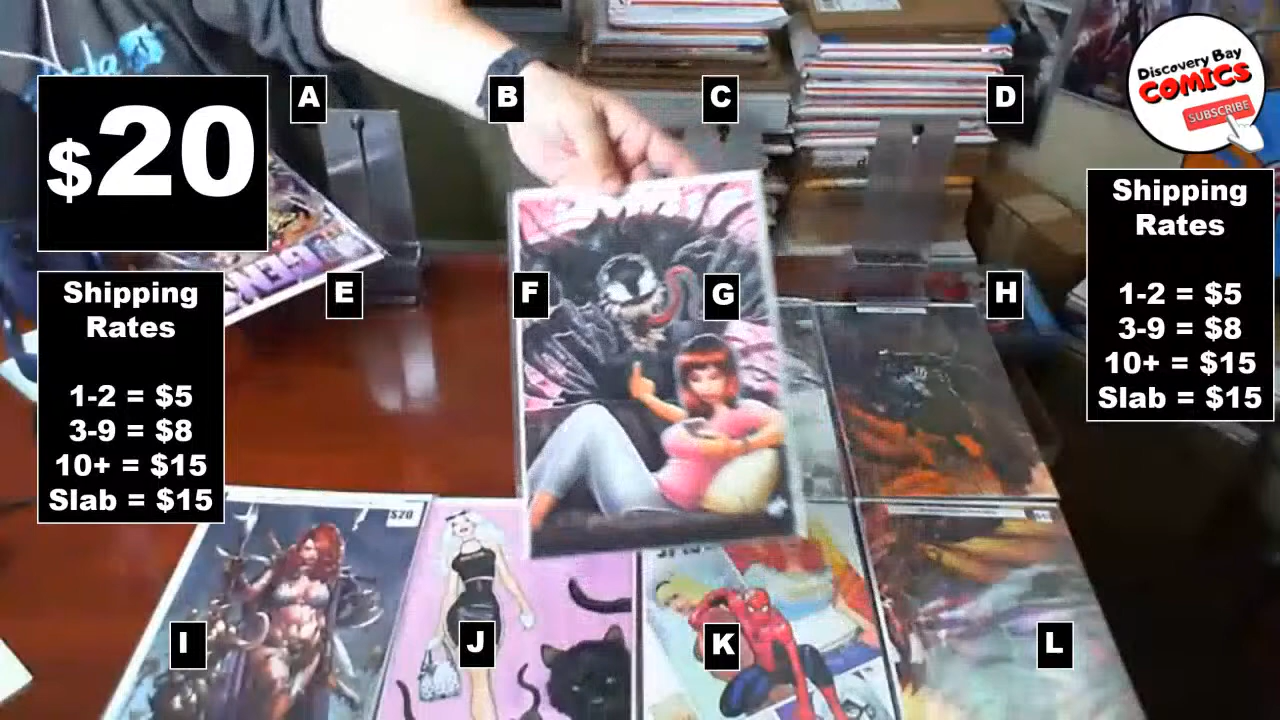 $20
Shipping
Rates
1-2 = $5
3-9 = $8
10+ = $15
Slab = $15
A
B
C
D
E
F
G
H
I
J
K
L
Discovery Bay
COMICS
SUBSCRIBE
Shipping
Rates
1-2 = $5
3-9 = $8
10+ = $15
Slab = $15
$20